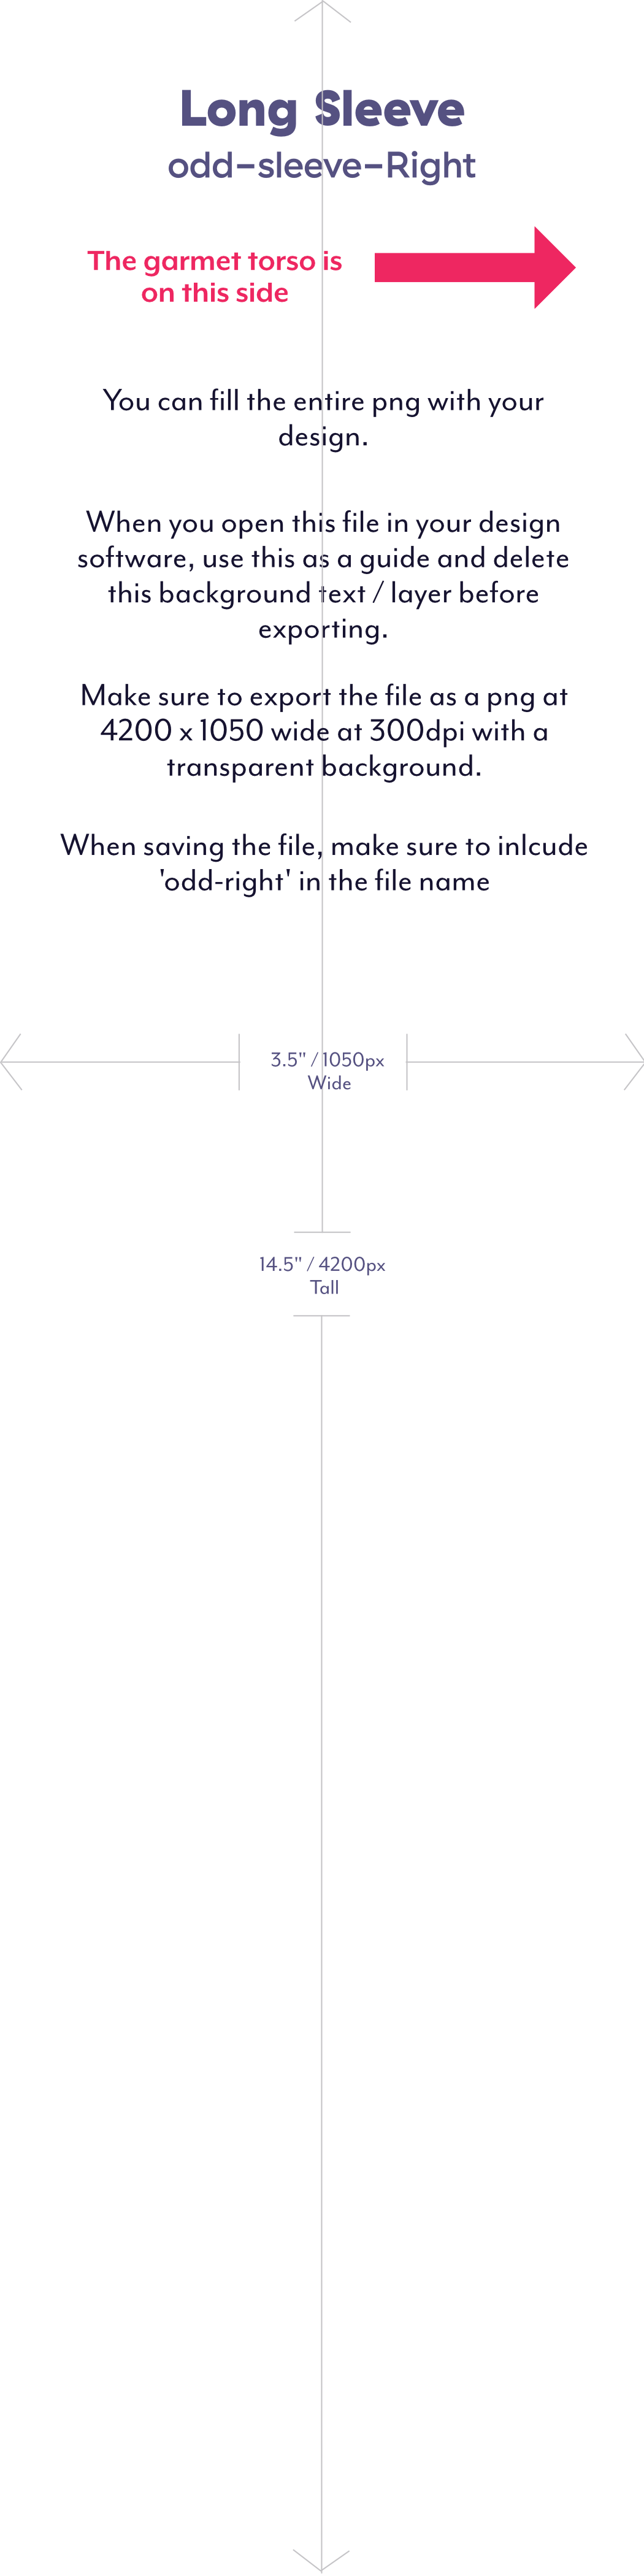 Long Sleeve
odd-sleeve-Right
The garmet torso is
on this side
You can fill the entire png with your
design.
When you open this file in your design
software, use this as a guide and delete
this background text / layer before
exporting.
Make sure to export the file as a png at
4200 x 1050 wide at 300dpi with a
transparent background.
When saving the file, make sure to inlcude
'odd-right' in the file name
3.5" / 1050px
Wide
14.5" / 4200px
Tall